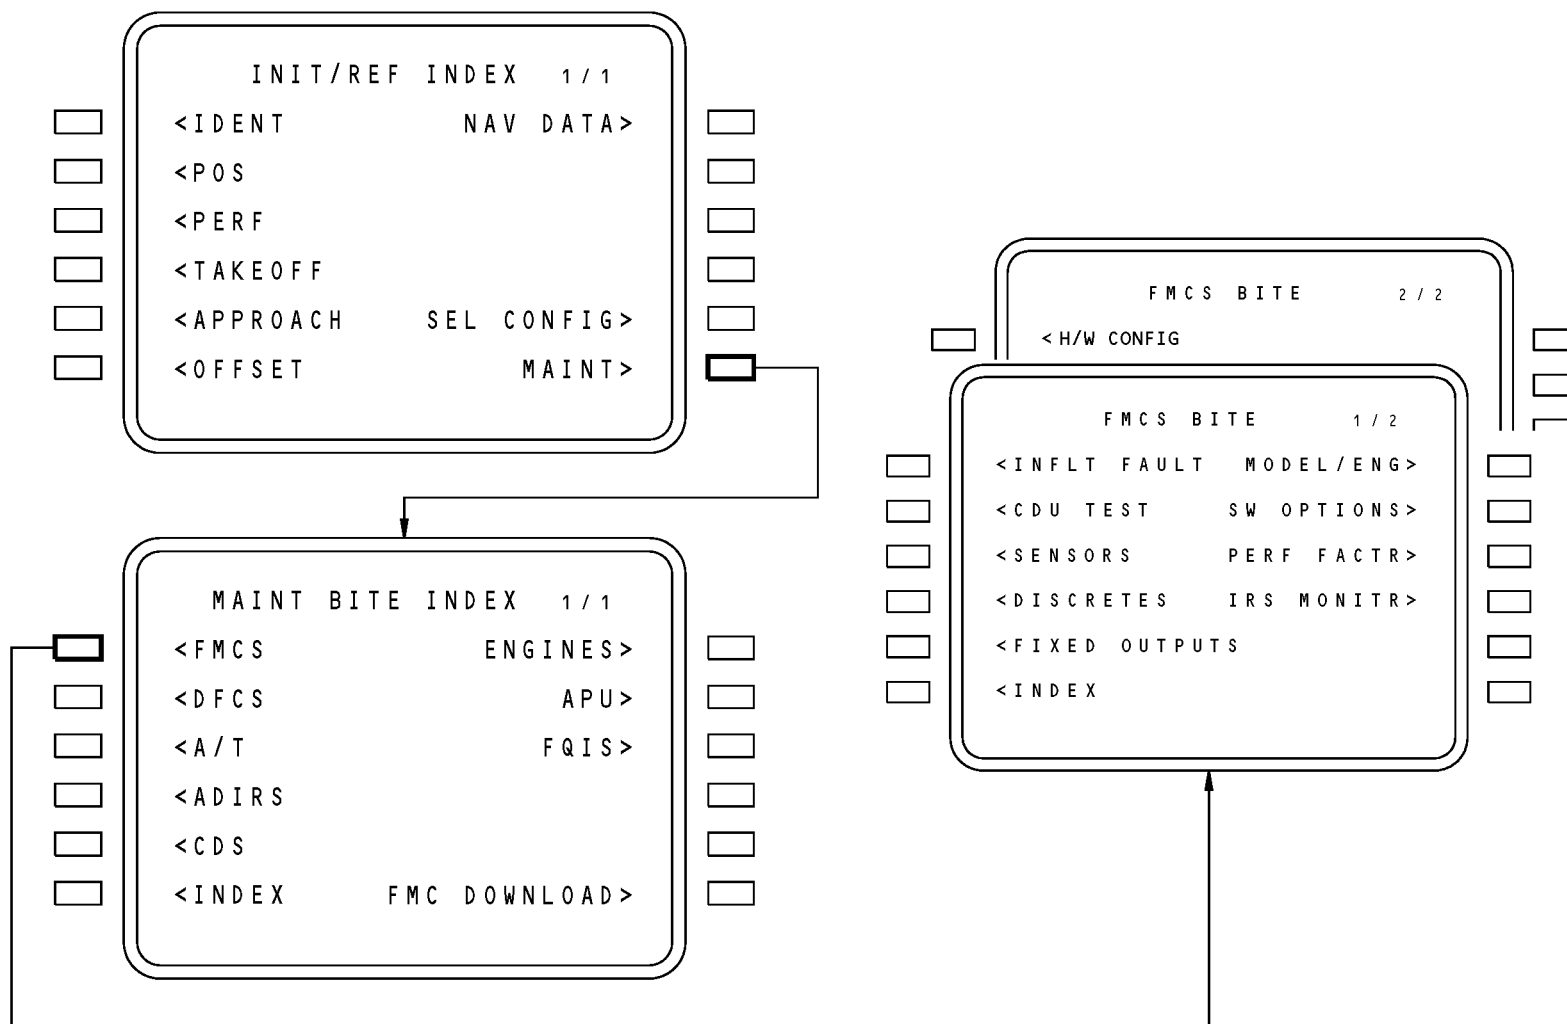 INIT/REF INDEX 1/1
<IDENT NAV DATA>
<POS
<PERF
<TAKEOFF
<APPROACH SEL CONFIG>
<OFFSET MAINT>
MAINT BITE INDEX 1/1
<FMCS ENGINES>
<DFCS APU>
<A/T FQIS>
<ADIRS
<CDS
<INDEX FMC DOWNLOAD>
FMCS BITE 2/2
<H/W CONFIG
FMCS BITE 1/2
<INFLT FAULT MODEL/ENG>
<CDU TEST SW OPTIONS>
<SENSORS PERF FACTR>
<DISCRETES IRS MONITR>
<FIXED OUTPUTS
<INDEX